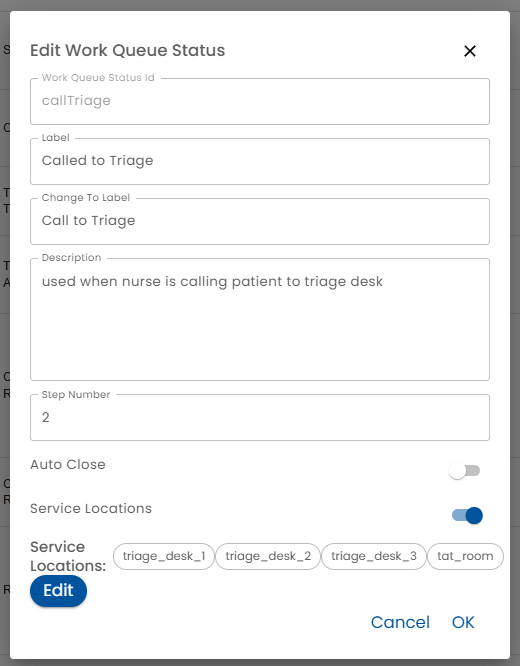 Edit Work Queue Status
Work Queue Status Id
callTriage
Label
Called to Triage
Change To Label
Call to Triage
Description
used when nurse is calling patient to triage desk
Step Number
2
Auto Close
Service Locations
Service
Locations:
triage_desk_1 triage_desk_2 triage_desk_3 tat_room
Edit
Cancel OK